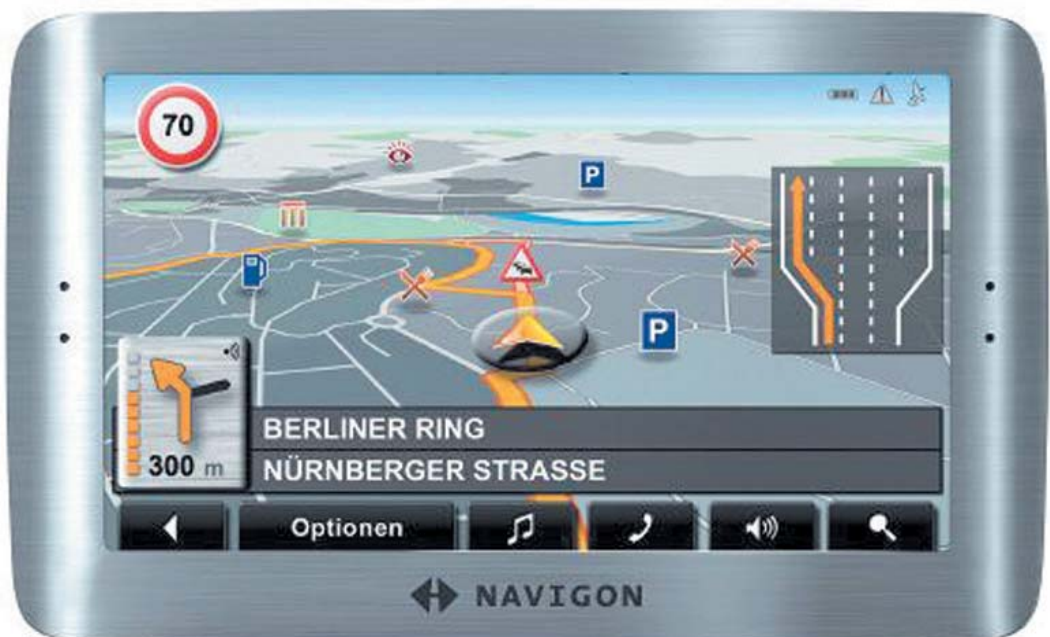 70
P
P
BERLINER RING
300 m
NÜRNBERGER STRASSE
Optionen
NAVIGON